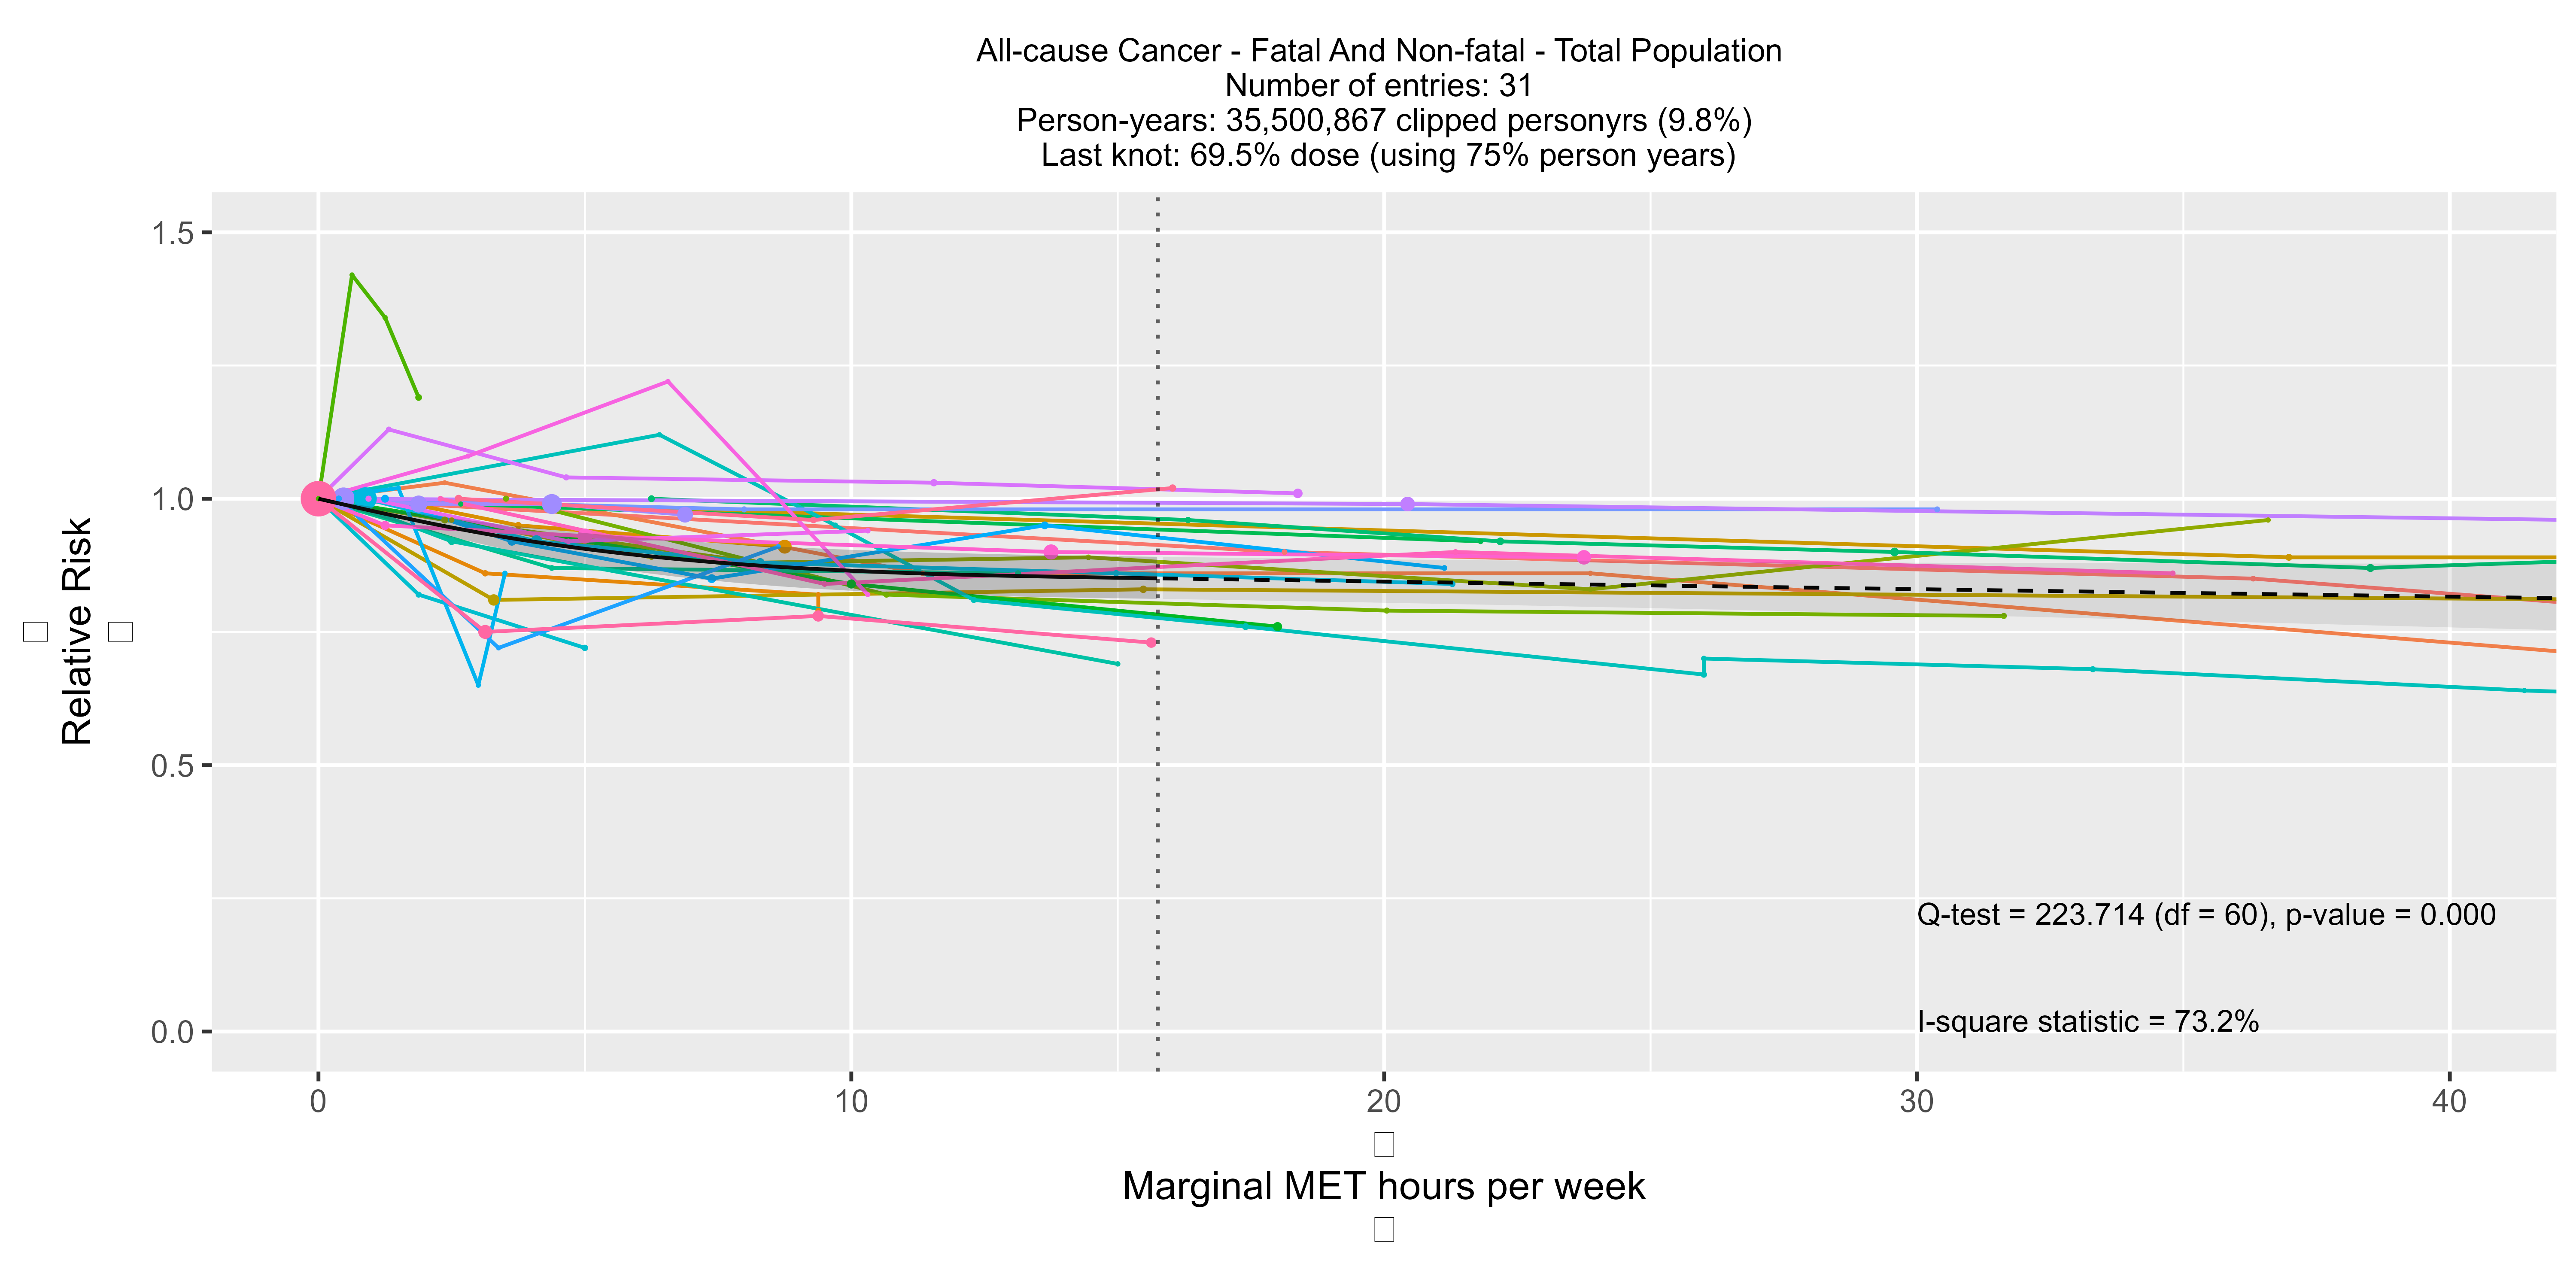 All-cause Cancer - Fatal And Non-fatal - Total Population
Number of entries: 31
Person-years: 35,500,867 clipped personyrs (9.8%)
Last knot: 69.5% dose (using 75% person years)
1.5
1.0
0.5
0.0
Relative Risk
Q-test = 223.714 (df = 60), p-value = 0.000
I-square statistic = 73.2%
0 10 20 30 40
Marginal MET hours per week